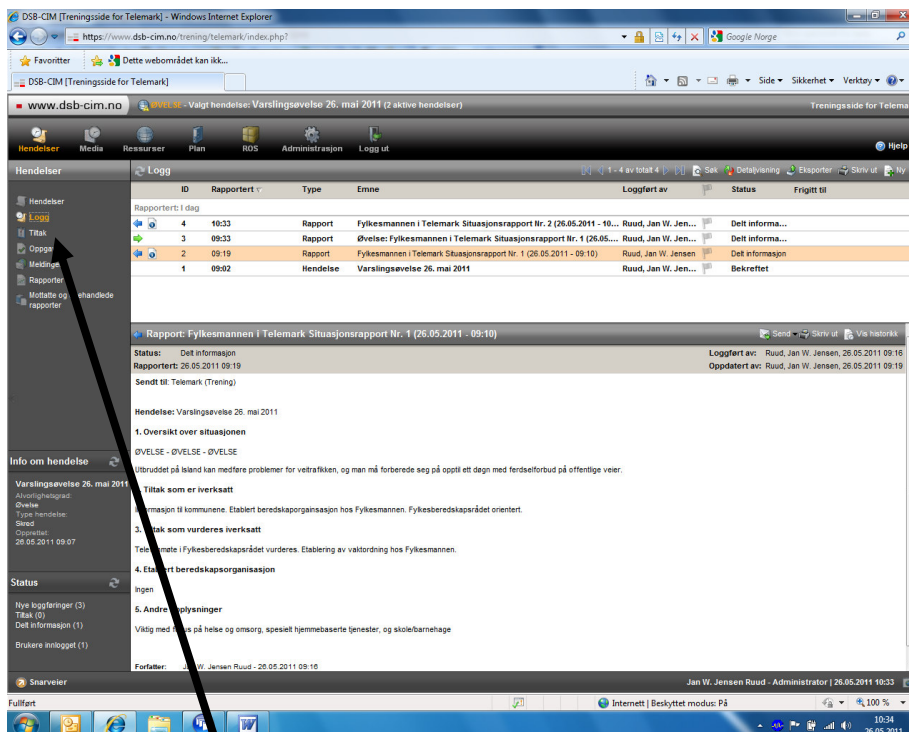 DSB-CIM [Treningsside for Telemark] - Windows Internet Explorer
https://www.dsb-cim.no/trening/telemark/index.php?
Google Norge
Favoritter
Dette webområdet kan ikk...
DSB-CIM [Treningsside for Telemark]
Side
Sikkerhet
Verktøy
www.dsb-cim.no
ØVELSE - Valgt hendelse: Varslingsøvelse 26. mai 2011 (2 aktive hendelser)
Treningsside for Telema
Hendelser Media Ressurser Plan ROS Administrasjon Logg ut
Hjelp
Hendelser
Logg
1 - 4 av totalt 4
Søk Detaljvisning Eksporter Skriv ut Ny
ID Rapportert Type Emne Loggført av Status Frigitt til
Rapportert: I dag
4 10:33 Rapport Fylkesmannen i Telemark Situasjonsrapport Nr. 2 (26.05.2011 - 10... Ruud, Jan W. Jen... Delt informa...
3 09:33 Rapport Øvelse: Fylkesmannen i Telemark Situasjonsrapport Nr. 1 (26.05.... Ruud, Jan W. Jen... Delt informa...
2 09:19 Rapport Fylkesmannen i Telemark Situasjonsrapport Nr. 1 (26.05.2011 - 09:10) Ruud, Jan W. Jensen Delt informasjon
1 09:02 Hendelse Varslingsøvelse 26. mai 2011 Ruud, Jan W. Jen... Bekreftet
Hendelser
Logg
Tiltak
Oppgav
Meldinge
Rapporter
Mottatte og ehandlede
rapporter
Rapport: Fylkesmannen i Telemark Situasjonsrapport Nr. 1 (26.05.2011 - 09:10)
Send Skriv ut Vis historikk
Status: Delt informasjon
Loggført av: Ruud, Jan W. Jensen, 26.05.2011 09:16
Rapportert: 26.05.2011 09:19
Oppdatert av: Ruud, Jan W. Jensen, 26.05.2011 09:19
Sendt til: Telemark (Trening)
Hendelse: Varslingsøvelse 26. mai 2011
1. Oversikt over situasjonen
ØVELSE - ØVELSE - ØVELSE
Utbruddet på Island kan medføre problemer for veitrafikken, og man må forberede seg på opptil ett døgn med ferdselforbud på offentlige veier.
Tiltak som er iverksatt
Informasjon til kommunene. Etablert beredskaporgainsasjon hos Fylkesmannen. Fylkesberedskapsrådet orientert.
3. Tiltak som vurderes iverksatt
Telefonmøte i Fylkesberedskapsrådet vurderes. Etablering av vaktordning hos Fylkesmannen.
4. Etablert beredskapsorganisasjon
Ingen
5. Andre opplysninger
Viktig med fokus på helse og omsorg, spesielt hjemmebaserte tjenester, og skole/barnehage
Forfatter: W. Jensen Ruud - 26.05.2011 09:16
Info om hendelse
Varslingsøvelse 26. mai 2011
Alvorlighetsgrad:
Øvelse
Type hendelse:
Skred
Opprettet:
26.05.2011 09:07
Status
Nye loggføringer (3)
Tiltak (0)
Delt informasjon (1)
Brukere innlogget (1)
Snarveier
Jan W. Jensen Ruud - Administrator | 26.05.2011 10:33
Fullført
Internett | Beskyttet modus: På
100 %
10:34
26.05.2011